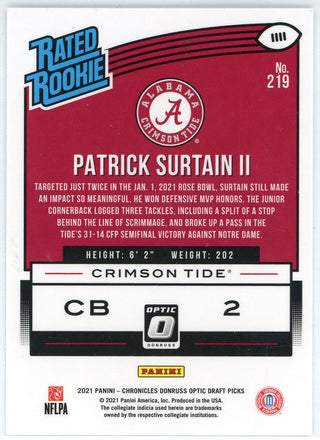 RATED
ROOKIE
No.
219
ALABAMA
A
CRIMSON TIDE
PATRICK SURTAIN II
TARGETED JUST TWICE IN THE JAN. 1, 2021 ROSE BOWL, SURTAIN STILL MADE
AN IMPACT SO MEANINGFUL, HE WON DEFENSIVE MVP HONORS. THE JUNIOR
CORNERBACK LOGGED THREE TACKLES, INCLUDING A SPLIT OF A STOP
BEHIND THE LINE OF SCRIMMAGE, AND BROKE UP A PASS IN THE
TIDE'S 31-14 CFP SEMIFINAL VICTORY AGAINST NOTRE DAME.
HEIGHT: 6' 2" WEIGHT: 202
CRIMSON TIDE®
CB
OPTIC
O
DONRUSS
2
PANINI
2021 PANINI – CHRONICLES DONRUSS OPTIC DRAFT PICKS
© 2021 Panini America, Inc. Produced in the USA.
The collegiate indicia used herein are trademarks
owned by the respective collegiate institutions.
NFLPA